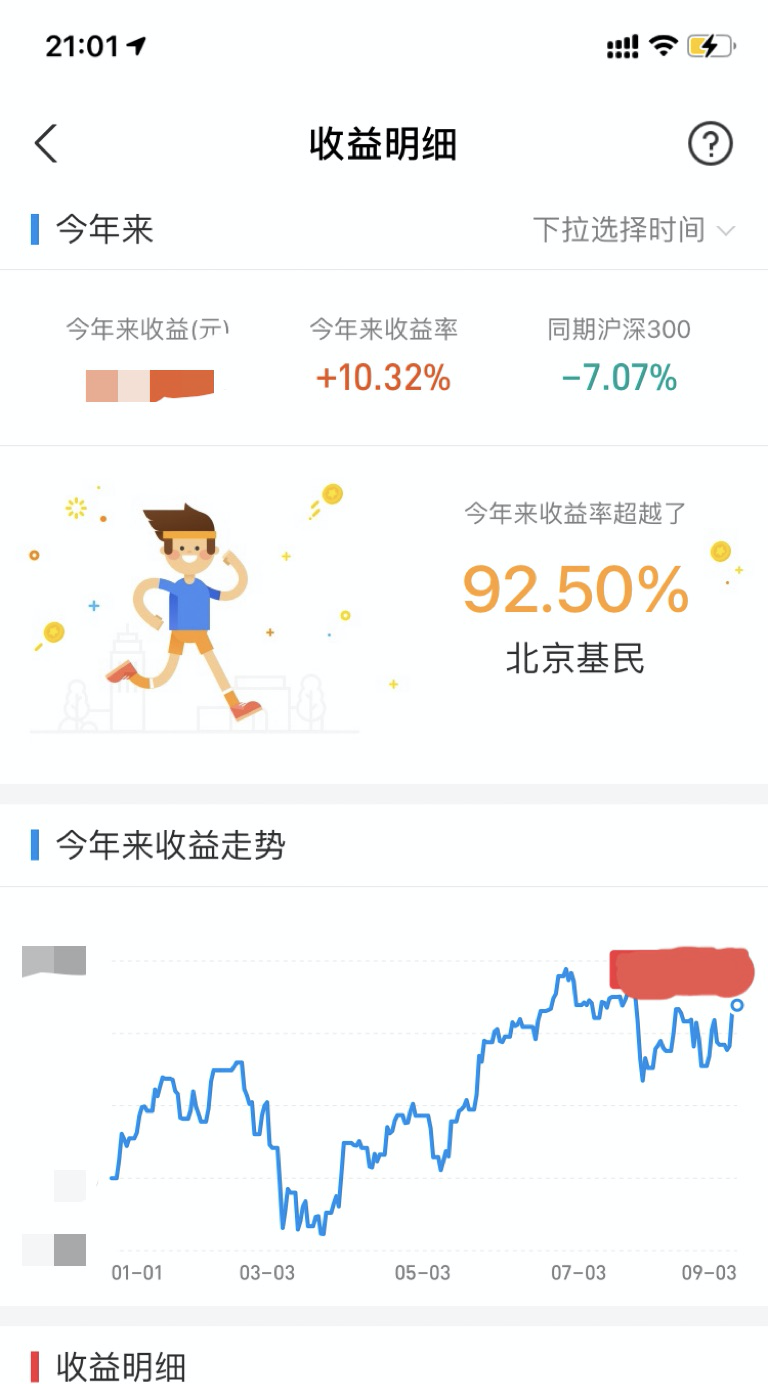 21:01
收益明细
今年来
下拉选择时间
今年来收益(元)
今年来收益率
同期沪深300
+10.32%
-7.07%
今年来收益率超越了
92.50%
北京基民
今年来收益走势
01-01
03-03
05-03
07-03
09-03
收益明细